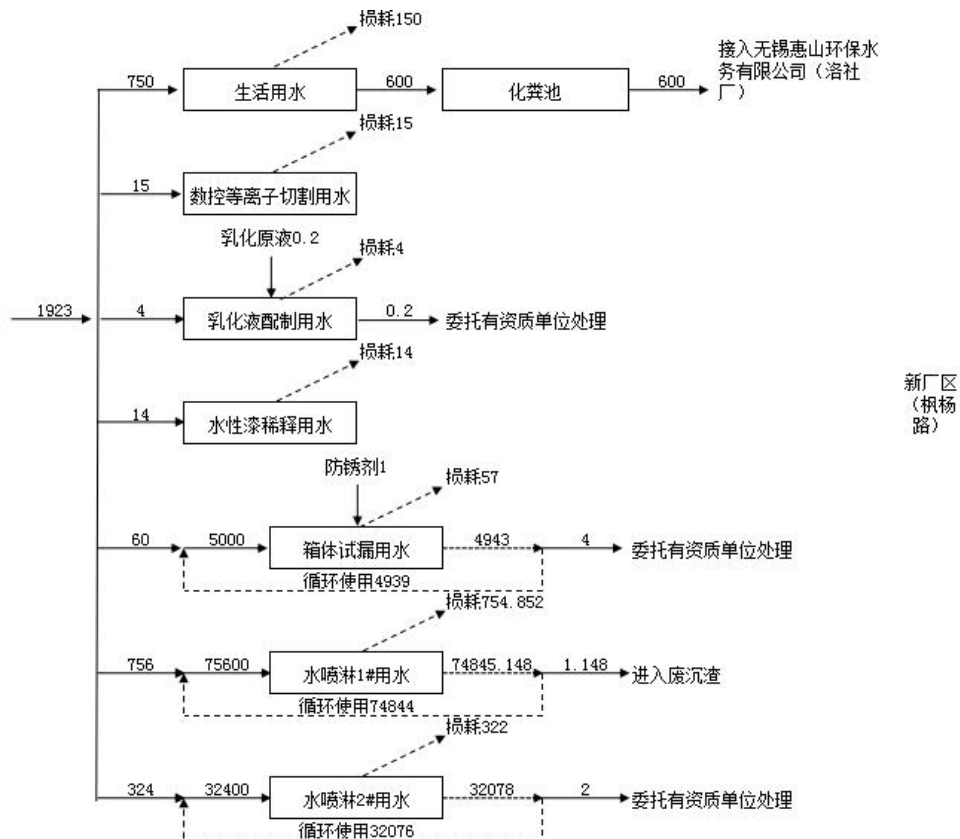 损耗150
接入无锡惠山环保水
务有限公司（洛社
厂）
750
生活用水
600
化粪池
600
损耗15
15
数控等离子切割用水
乳化原液0.2
损耗4
1923
4
乳化液配制用水
0.2
委托有资质单位处理
损耗14
新厂区
（枫杨
路）
14
水性漆稀释用水
防锈剂1
损耗57
60
5000
箱体试漏用水
4943
4
委托有资质单位处理
循环使用4939
损耗754.852
756
75600
水喷淋1#用水
74845.148
1.148
进入废沉渣
循环使用74844
损耗322
324
32400
水喷淋2#用水
32078
2
委托有资质单位处理
循环使用32076